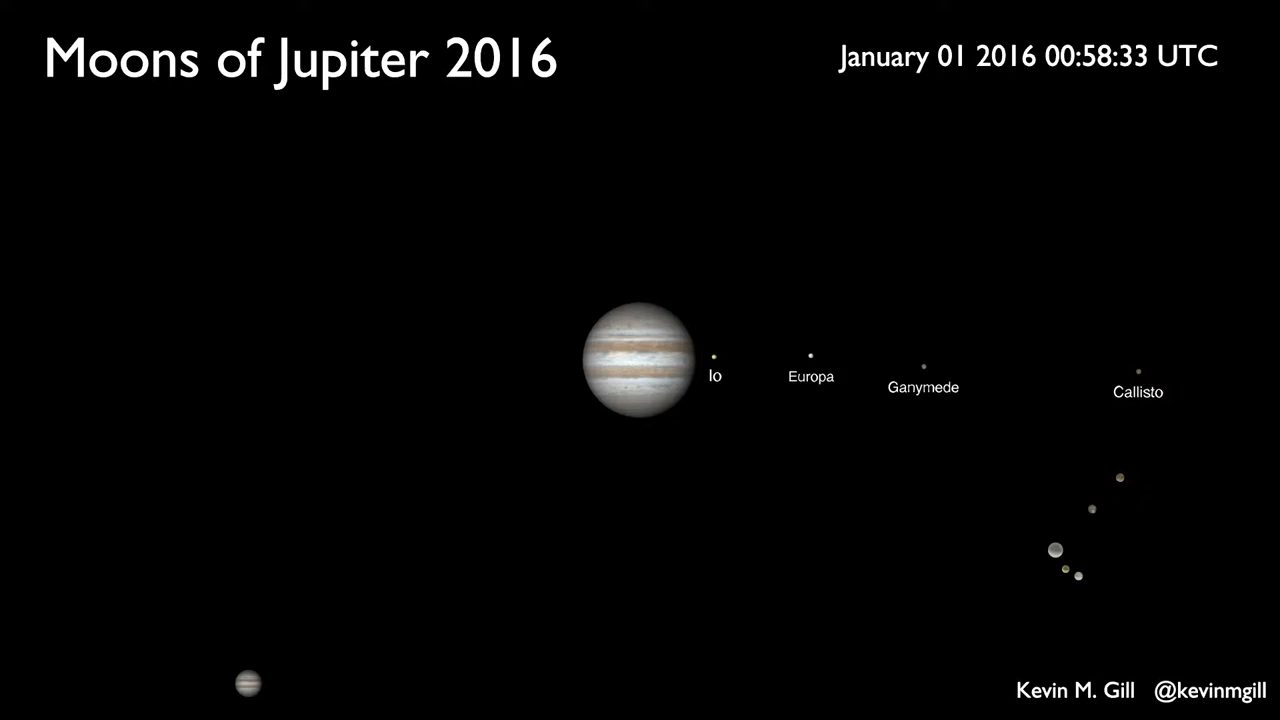 Moons of Jupiter 2016
January 01 2016 00:58:33 UTC
Io
Europa
Ganymede
Callisto
Kevin M. Gill @kevinmgill